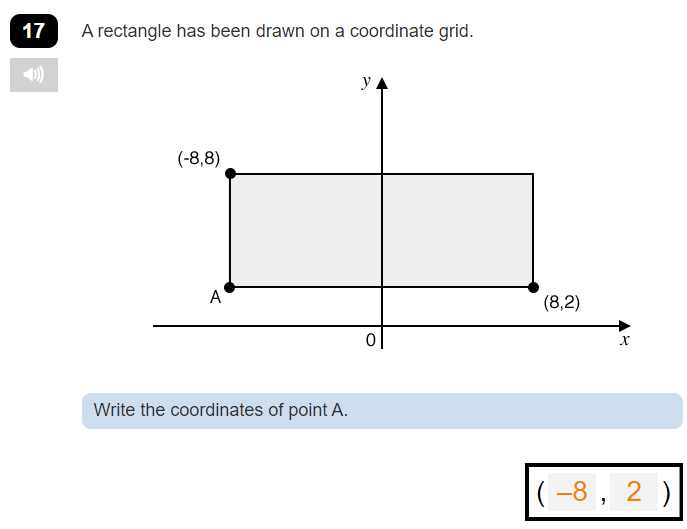 17 A rectangle has been drawn on a coordinate grid.
y
(-8,8)
A
(8,2)
0
x
Write the coordinates of point A.
( –8 , 2 )